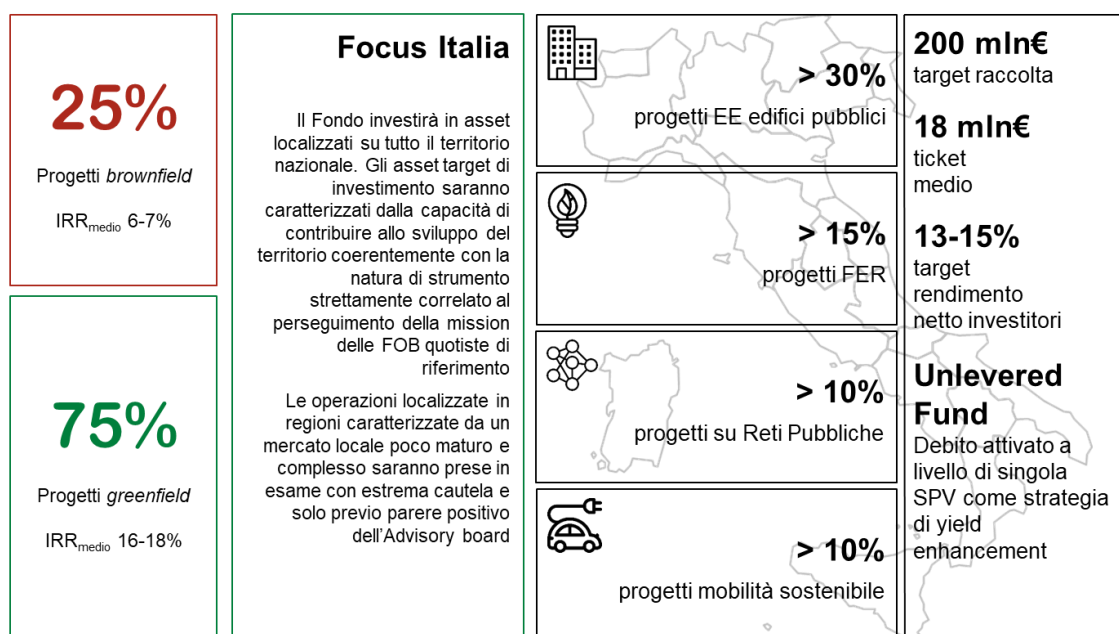 25%
Progetti brownfield
IRRmedio 6-7%
75%
Progetti greenfield
IRRmedio 16-18%
Focus Italia
Il Fondo investirà in asset
localizzati su tutto il territorio
nazionale. Gli asset target di
investimento saranno
caratterizzati dalla capacità di
contribuire allo sviluppo del
territorio coerentemente con la
natura di strumento
strettamente correlato al
perseguimento della mission
delle FOB quotiste di
riferimento
Le operazioni localizzate in
regioni caratterizzate da un
mercato locale poco maturo e
complesso saranno prese in
esame con estrema cautela e
solo previo parere positivo
dell'Advisory board
> 30%
progetti EE edifici pubblici
> 15%
progetti FER
> 10%
progetti su Reti Pubbliche
> 10%
progetti mobilità sostenibile
200 mln€
target raccolta
18 mln€
ticket
medio
13-15%
target
rendimento
netto investitori
Unlevered
Fund
Debito attivato a
livello di singola
SPV come strategia
di yield
enhancement